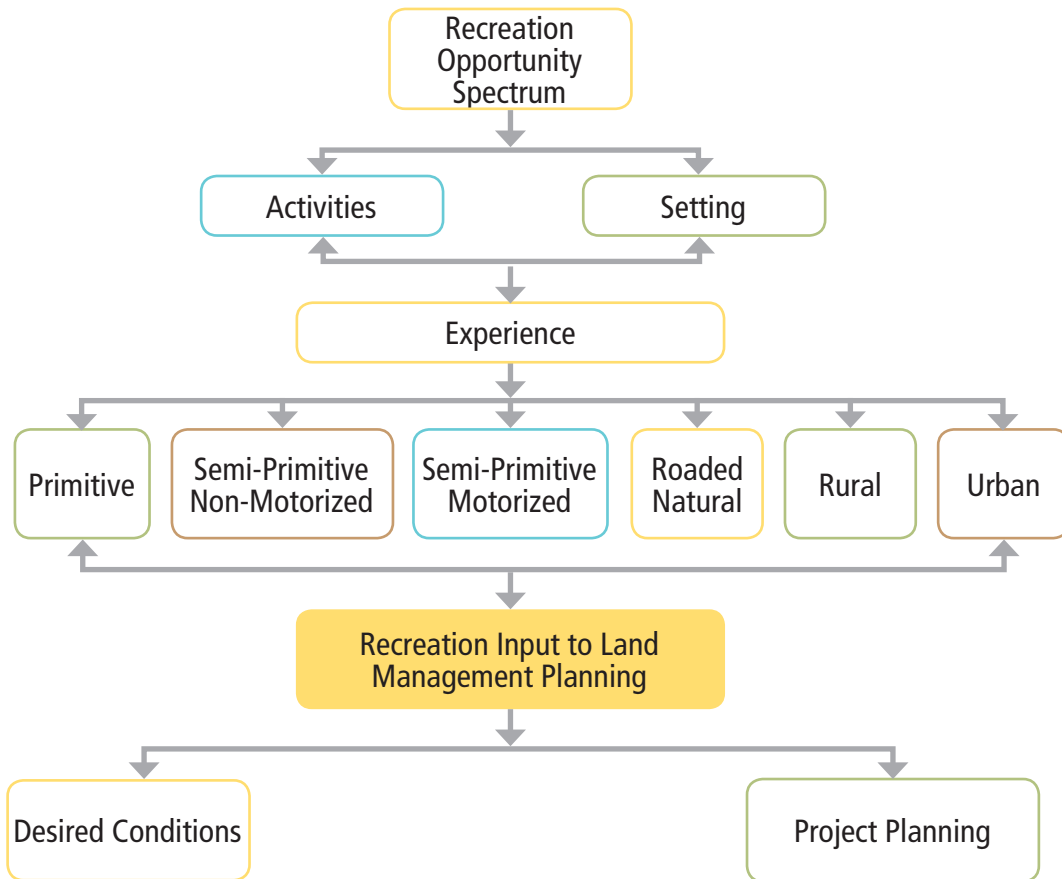 Recreation
Opportunity
Spectrum
Activities
Setting
Experience
Primitive
Semi-Primitive
Non-Motorized
Semi-Primitive
Motorized
Roaded
Natural
Rural
Urban
Recreation Input to Land
Management Planning
Desired Conditions
Project Planning